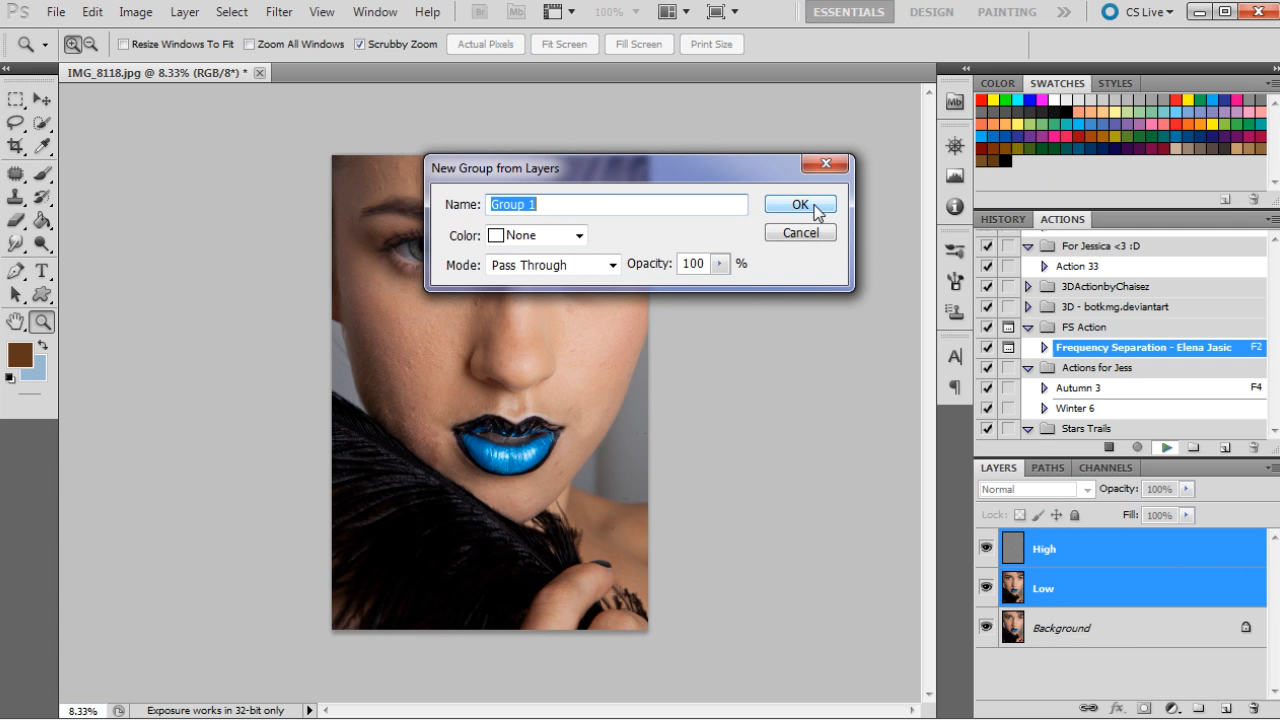 Ps File Edit Image Layer Select Filter View Window Help Br Mb 100% ESSENTIALS DESIGN PAINTING CS Live
Resize Windows To Fit Zoom All Windows Scrubby Zoom Actual Pixels Fit Screen Fill Screen Print Size
IMG_8118.jpg @ 8.33% (RGB/8*) *
New Group from Layers
Name: Group 1 OK
Color: None Cancel
Mode: Pass Through Opacity: 100 %
Mb
COLOR SWATCHES STYLES
HISTORY ACTIONS
For Jessica <3 :D
Action 33
3DActionbyChaisez
3D - botkmg.deviantart
FS Action
Frequency Separation - Elena Jasic F2
Actions for Jess
Autumn 3 F4
Winter 6
Stars Trails
LAYERS PATHS CHANNELS
Normal Opacity: 100%
Lock: Fill: 100%
High
Low
Background
8.33% Exposure works in 32-bit only